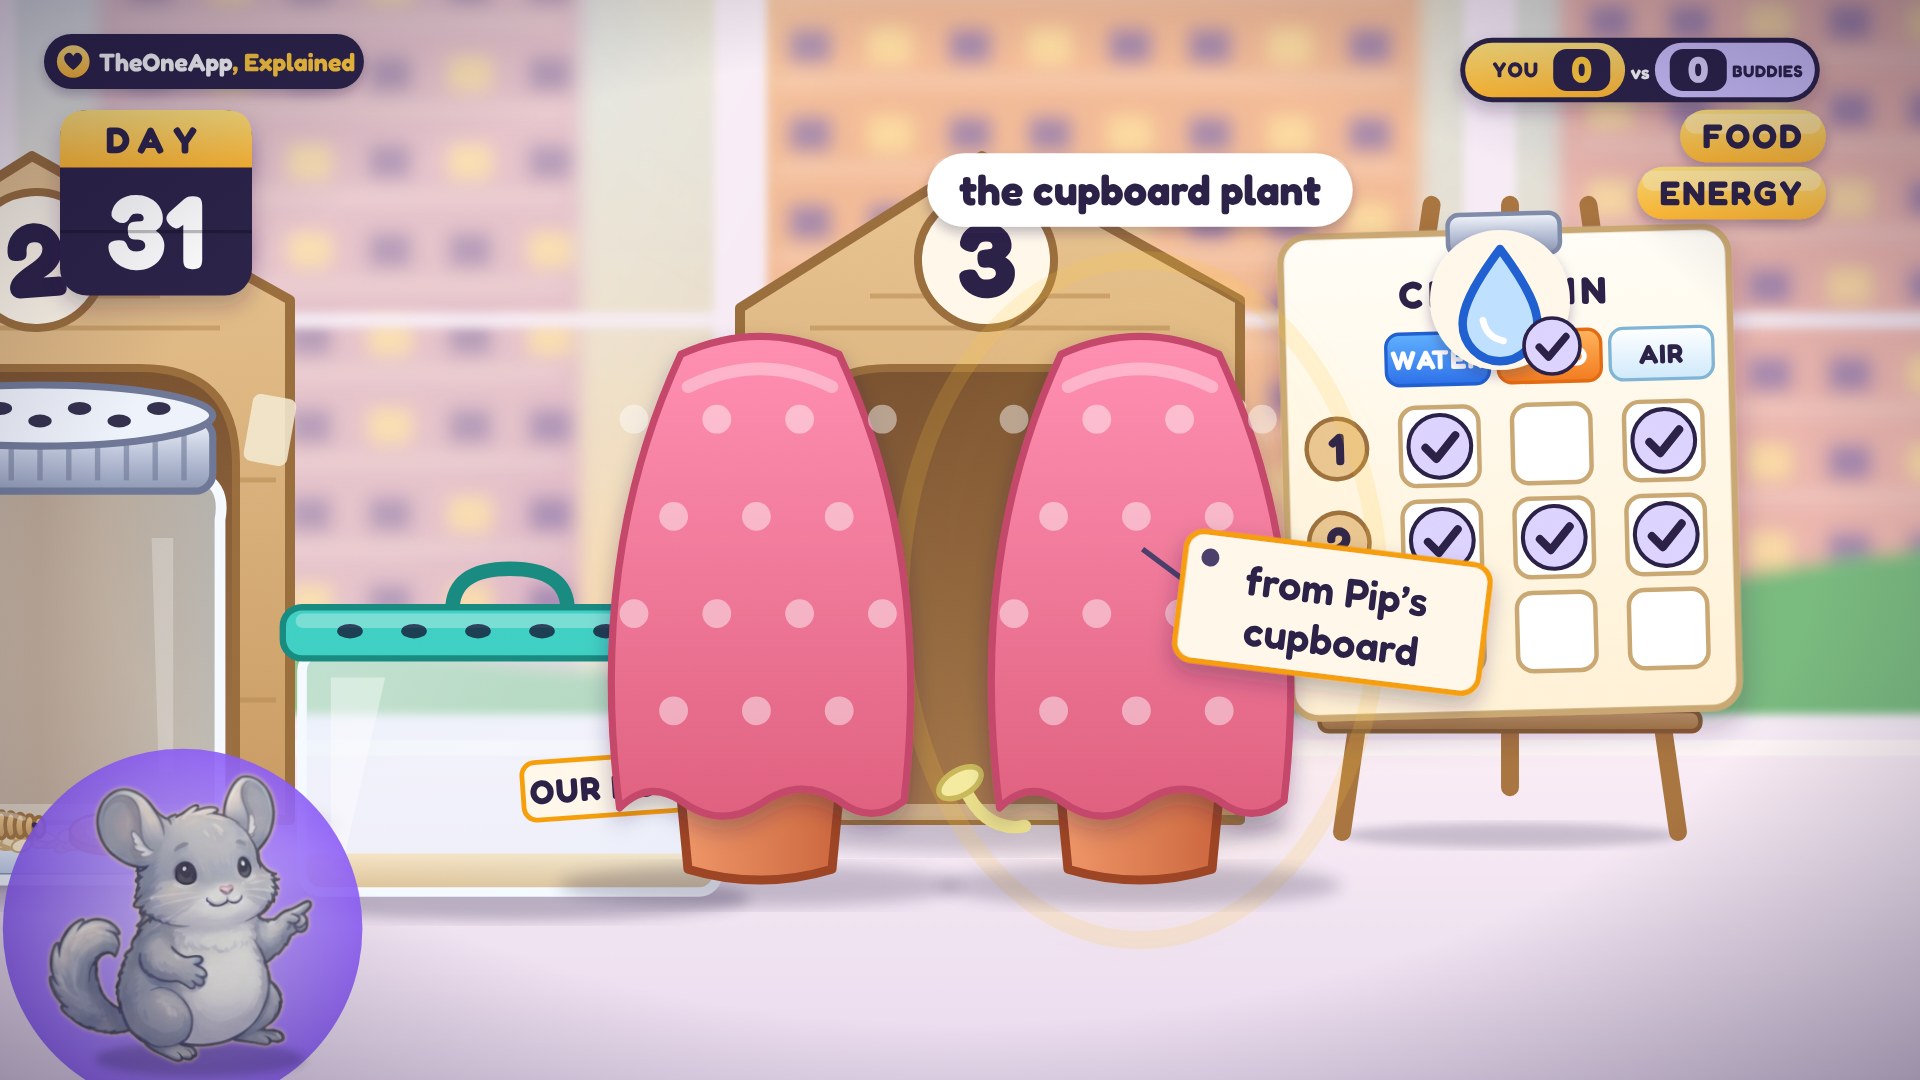 TheOneApp, Explained
DAY
31
2
YOU 0 vs 0 BUDDIES
FOOD
ENERGY
the cupboard plant
3
AIR
1
2
from Pip's
cupboard
OUR